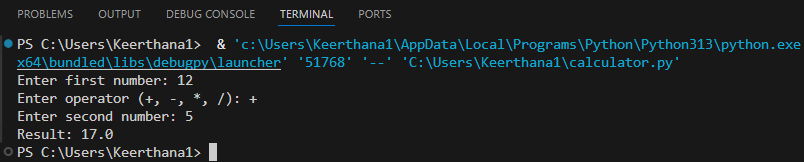 PROBLEMS OUTPUT DEBUG CONSOLE TERMINAL PORTS
PS C:\Users\Keerthana1>  & 'c:\Users\Keerthana1\AppData\Local\Programs\Python\Python313\python.exe
x64\bundled\libs\debugpy\launcher' '51768' '--' 'C:\Users\Keerthana1\calculator.py'
Enter first number: 12
Enter operator (+, -, *, /): +
Enter second number: 5
Result: 17.0
PS C:\Users\Keerthana1>